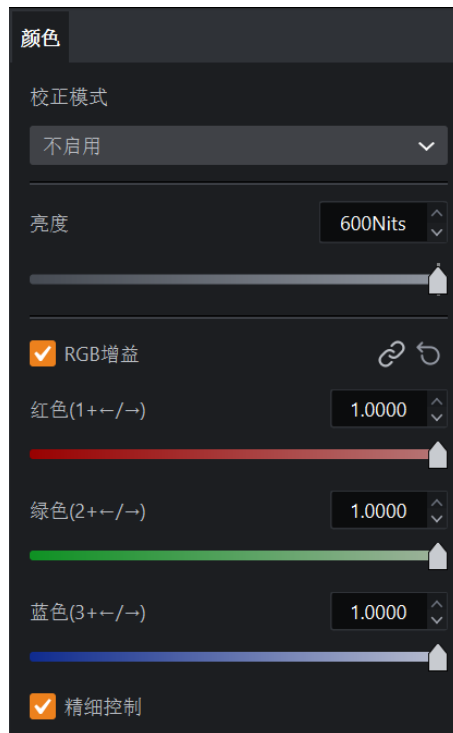 颜色
校正模式
不启用
亮度 600Nits
RGB增益
红色(1+←/→) 1.0000
绿色(2+←/→) 1.0000
蓝色(3+←/→) 1.0000
精细控制